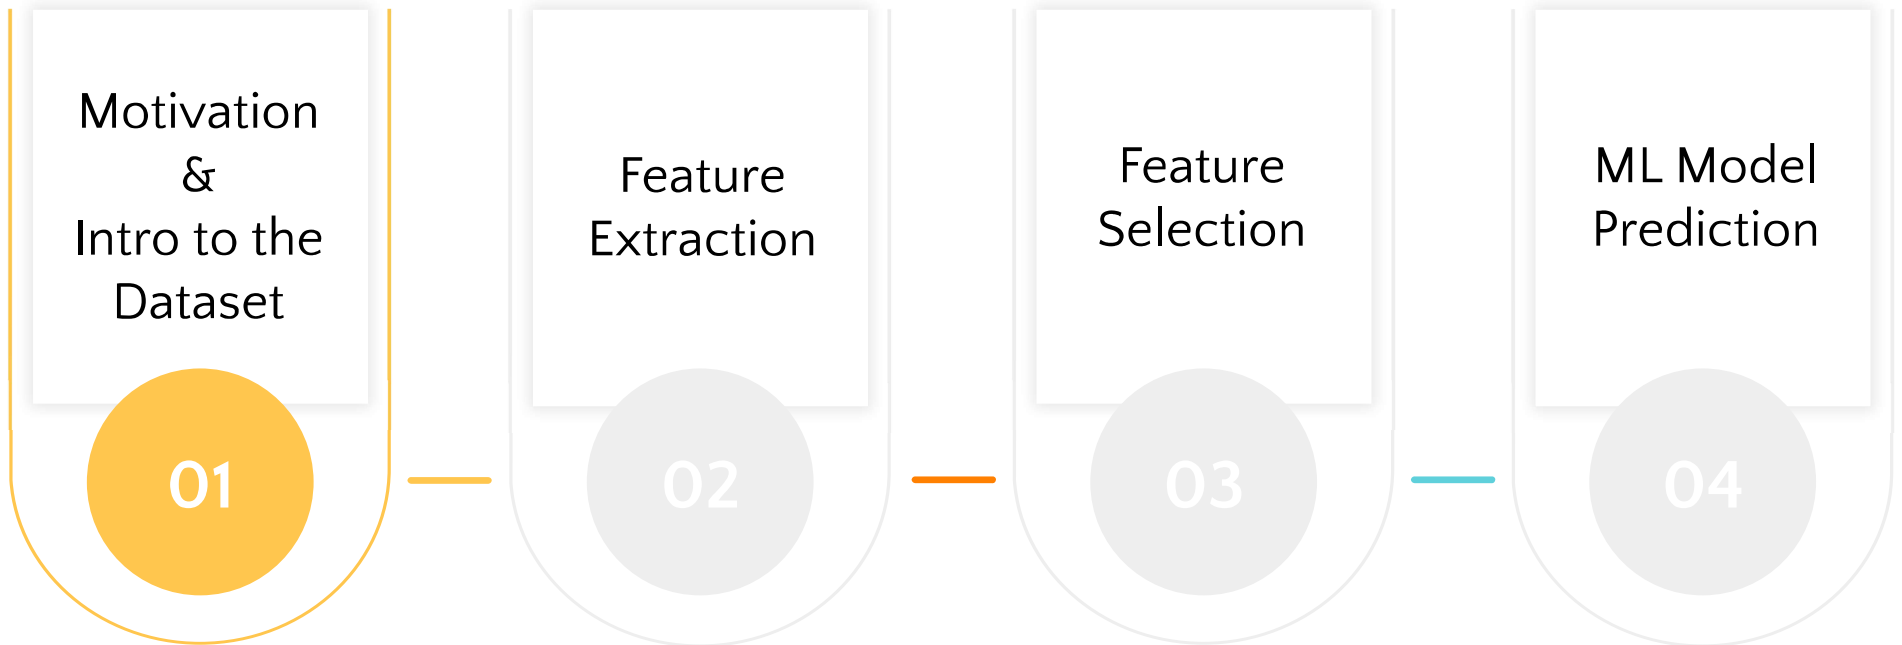 Motivation
&
Intro to the
Dataset
01
Feature
Extraction
02
Feature
Selection
03
ML Model
Prediction
04